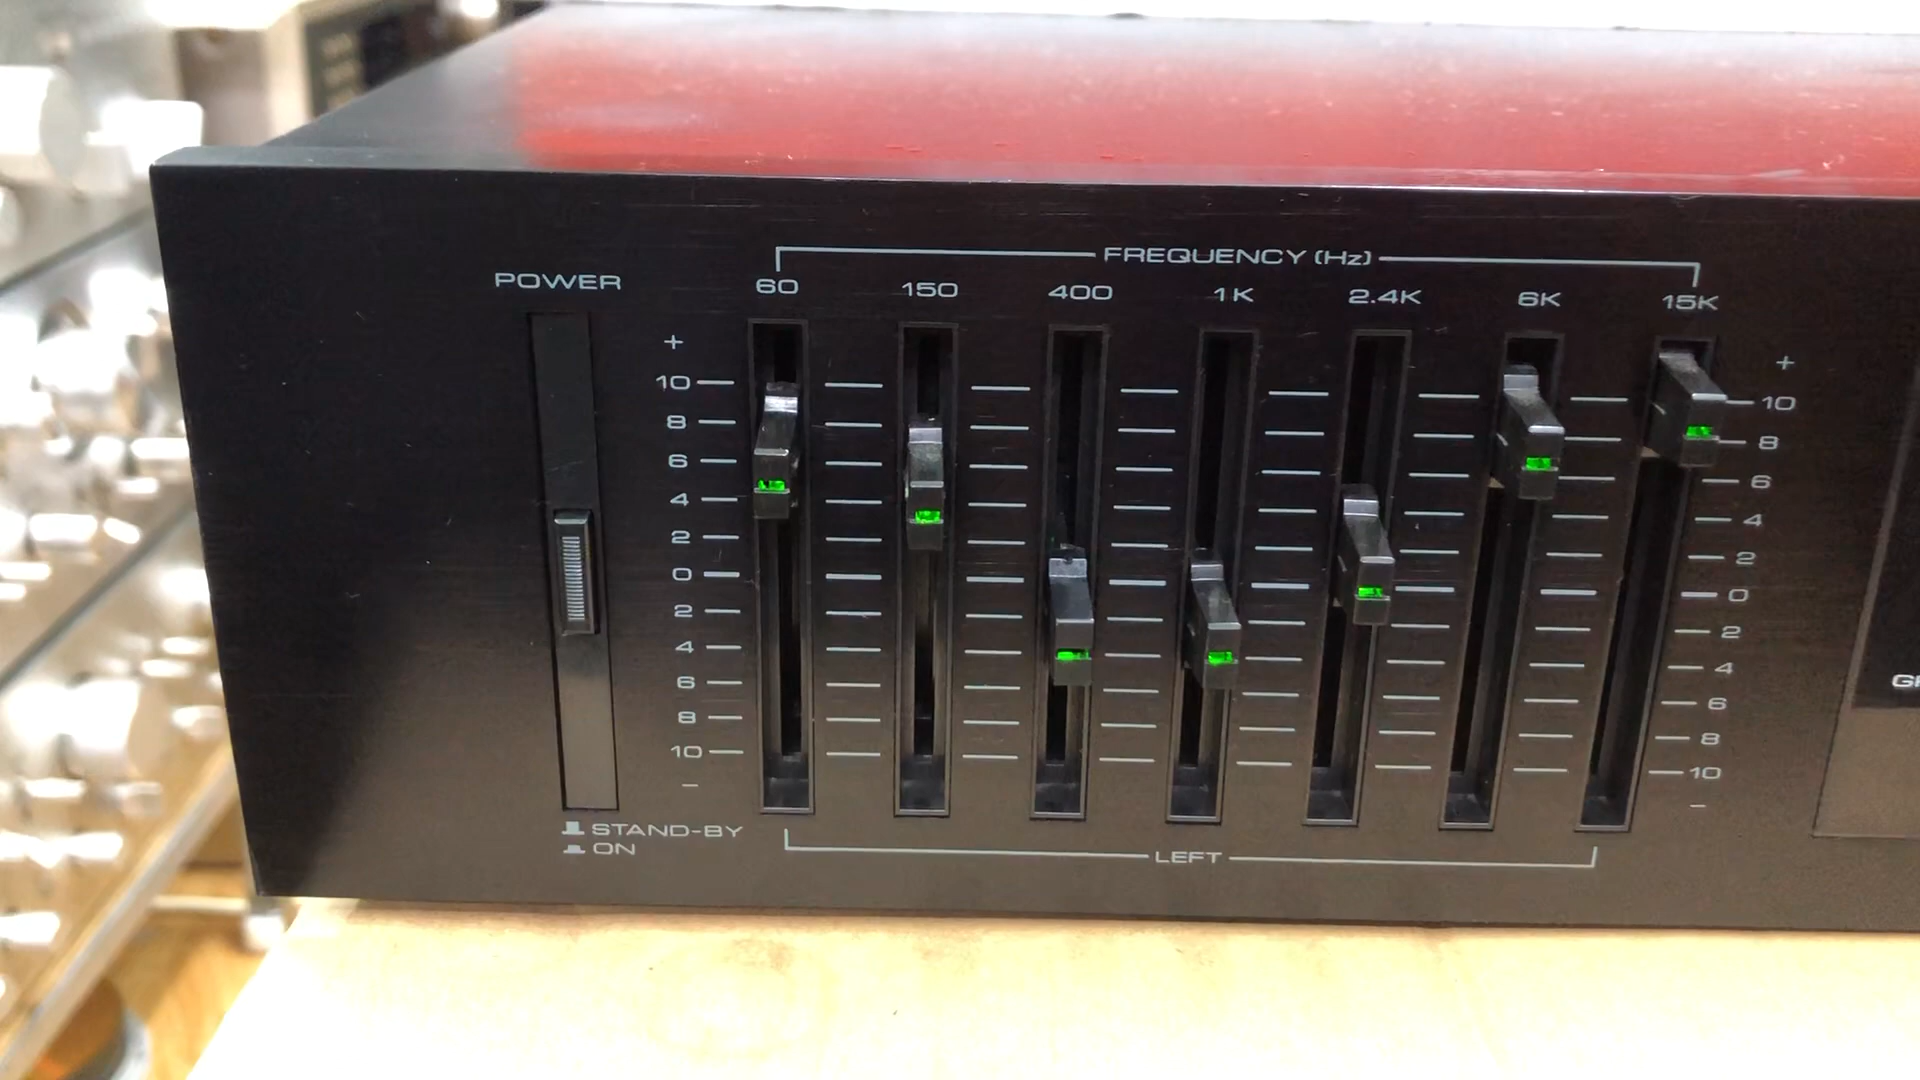 FREQUENCY (Hz)
POWER 60 150 400 1K 2.4K 6K 15K
+ +
10 10
8 8
6 6
4 4
2 2
0 0
2 2
4 4
6 6
8 8
10 10
- -
STAND-BY
ON
LEFT